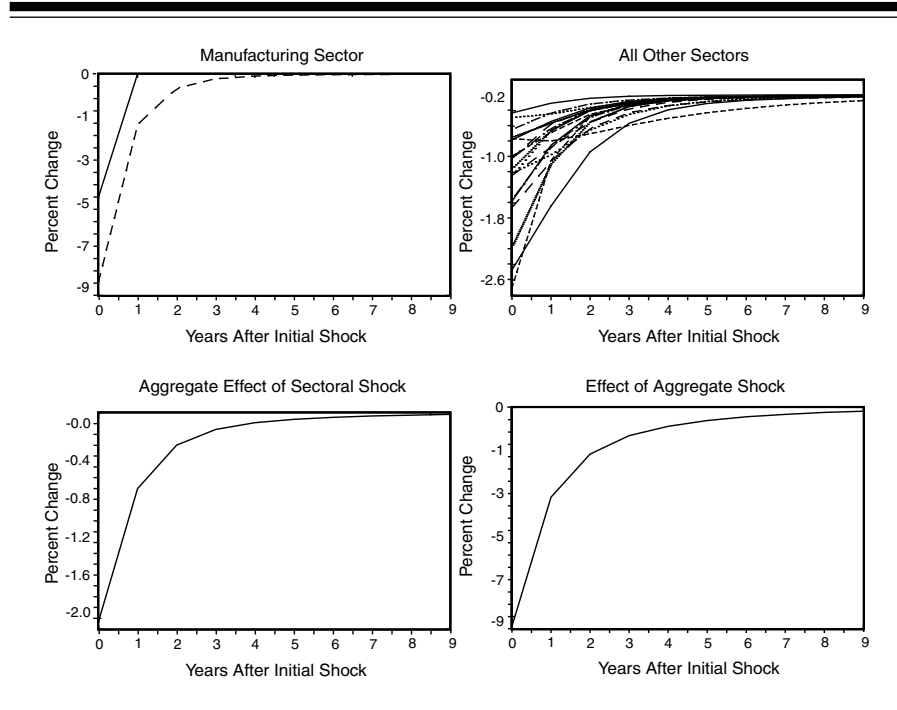 Manufacturing Sector
Percent Change
0
-1
-3
-5
-7
-9
0 1 2 3 4 5 6 7 8 9
Years After Initial Shock
All Other Sectors
Percent Change
-0.2
-1.0
-1.8
-2.6
0 1 2 3 4 5 6 7 8 9
Years After Initial Shock
Aggregate Effect of Sectoral Shock
Percent Change
-0.0
-0.4
-0.8
-1.2
-1.6
-2.0
0 1 2 3 4 5 6 7 8 9
Years After Initial Shock
Effect of Aggregate Shock
Percent Change
0
-1
-3
-5
-7
-9
0 1 2 3 4 5 6 7 8 9
Years After Initial Shock